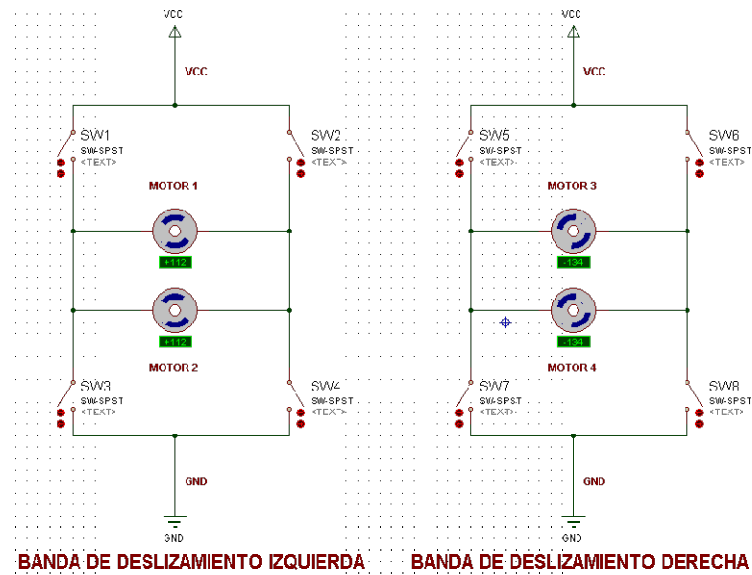 VCC
VCC
SW1
SW-SPST
<TEXT>
SW2
SW-SPST
<TEXT>
MOTOR 1
+112
+112
MOTOR 2
SW3
SW-SPST
<TEXT>
SW4
SW-SPST
<TEXT>
GND
GND
BANDA DE DESLIZAMIENTO IZQUIERDA
VCC
VCC
SW5
SW-SPST
<TEXT>
SW6
SW-SPST
<TEXT>
MOTOR 3
-134
-134
MOTOR 4
SW7
SW-SPST
<TEXT>
SW8
SW-SPST
<TEXT>
GND
GND
BANDA DE DESLIZAMIENTO DERECHA